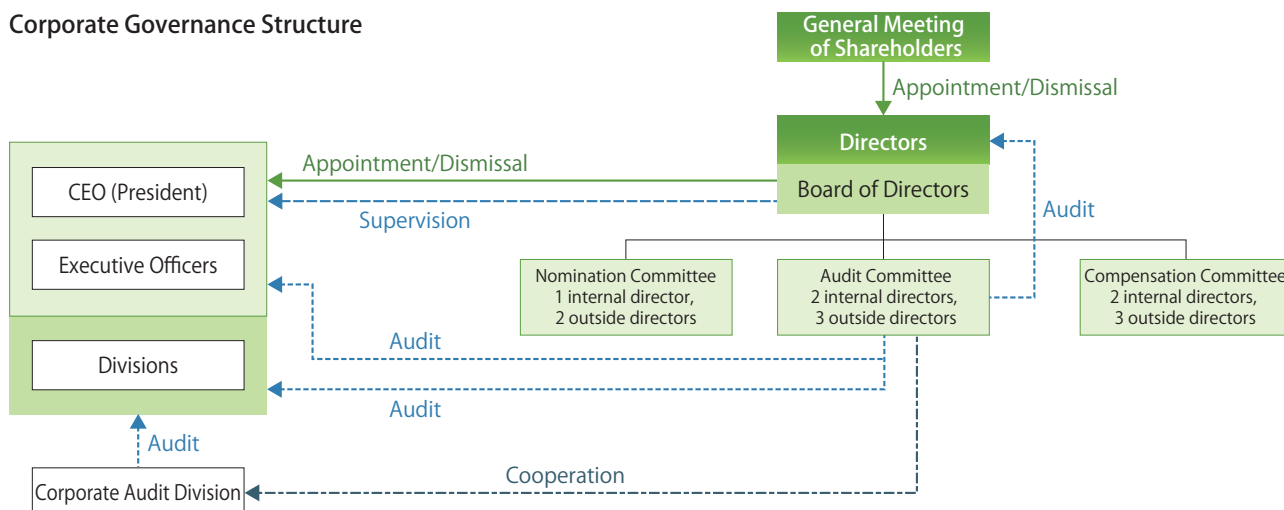 Corporate Governance Structure
General Meeting
of Shareholders
Appointment/Dismissal
Directors
Board of Directors
Appointment/Dismissal
Supervision
CEO (President)
Executive Officers
Divisions
Audit
Nomination Committee
1 internal director,
2 outside directors
Audit Committee
2 internal directors,
3 outside directors
Compensation Committee
2 internal directors,
3 outside directors
Audit
Audit
Audit
Cooperation
Corporate Audit Division